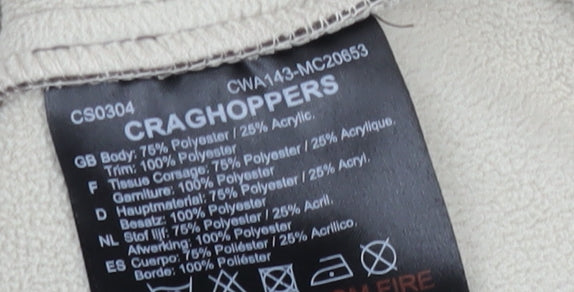 CS0304 CWA143-MC20653
CRAGHOPPERS
GB Body: 75% Polyester / 25% Acrylic.
Trim: 100% Polyester
F Tissue Corsage: 75% Polyester / 25% Acrylique.
Garniture: 100% Polyester
D Hauptmaterial: 75% Polyester / 25% Acryl.
Besatz: 100% Polyester
NL Stof lijf: 75% Polyester / 25% Acril.
Afwerking: 100% Polyester
ES Cuerpo: 75% Poliéster / 25% Acrilico.
Borde: 100% Poliéster
FIRE